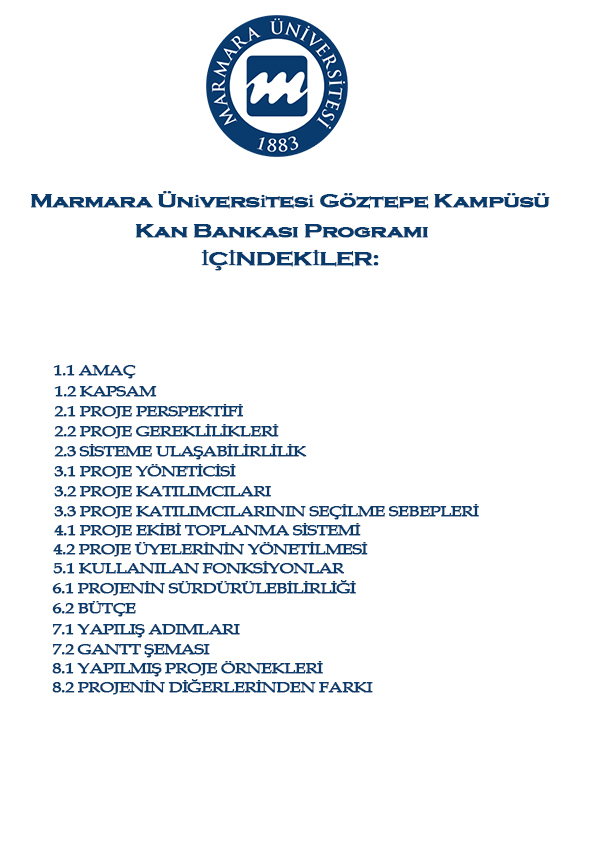 MARMARA ÜNİVERSİTESİ
1883
Marmara Üniversitesi Göztepe Kampüsü
Kan Bankası Programı
İÇİNDEKİLER:
1.1 AMAÇ
1.2 KAPSAM
2.1 PROJE PERSPEKTİFİ
2.2 PROJE GEREKLİLİKLERİ
2.3 SİSTEME ULAŞABİLİRLİLİK
3.1 PROJE YÖNETİCİSİ
3.2 PROJE KATILIMCILARI
3.3 PROJE KATILIMCILARININ SEÇİLME SEBEPLERİ
4.1 PROJE EKİBİ TOPLANMA SİSTEMİ
4.2 PROJE ÜYELERİNİN YÖNETİLMESİ
5.1 KULLANILAN FONKSİYONLAR
6.1 PROJENİN SÜRDÜRÜLEBİLİRLİĞİ
6.2 BÜTÇE
7.1 YAPILIŞ ADIMLARI
7.2 GANTT ŞEMASI
8.1 YAPILMIŞ PROJE ÖRNEKLERİ
8.2 PROJENİN DİĞERLERİNDEN FARKI